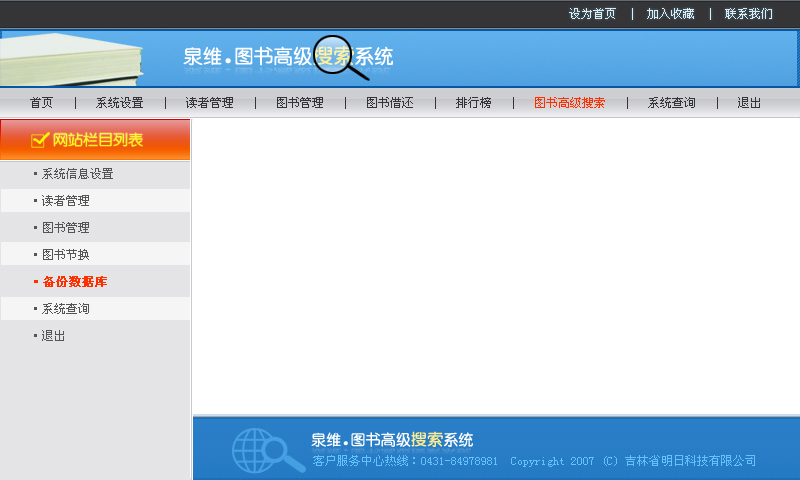 设为首页 | 加入收藏 | 联系我们
泉维.图书高级搜索系统
首页 | 系统设置 | 读者管理 | 图书管理 | 图书借还 | 排行榜 | 图书高级搜索 | 系统查询 | 退出
网站栏目列表
系统信息设置
读者管理
图书管理
图书节换
备份数据库
系统查询
退出
泉维.图书高级搜索系统
客户服务中心热线：0431-84978981 Copyright 2007 (C) 吉林省明日科技有限公司